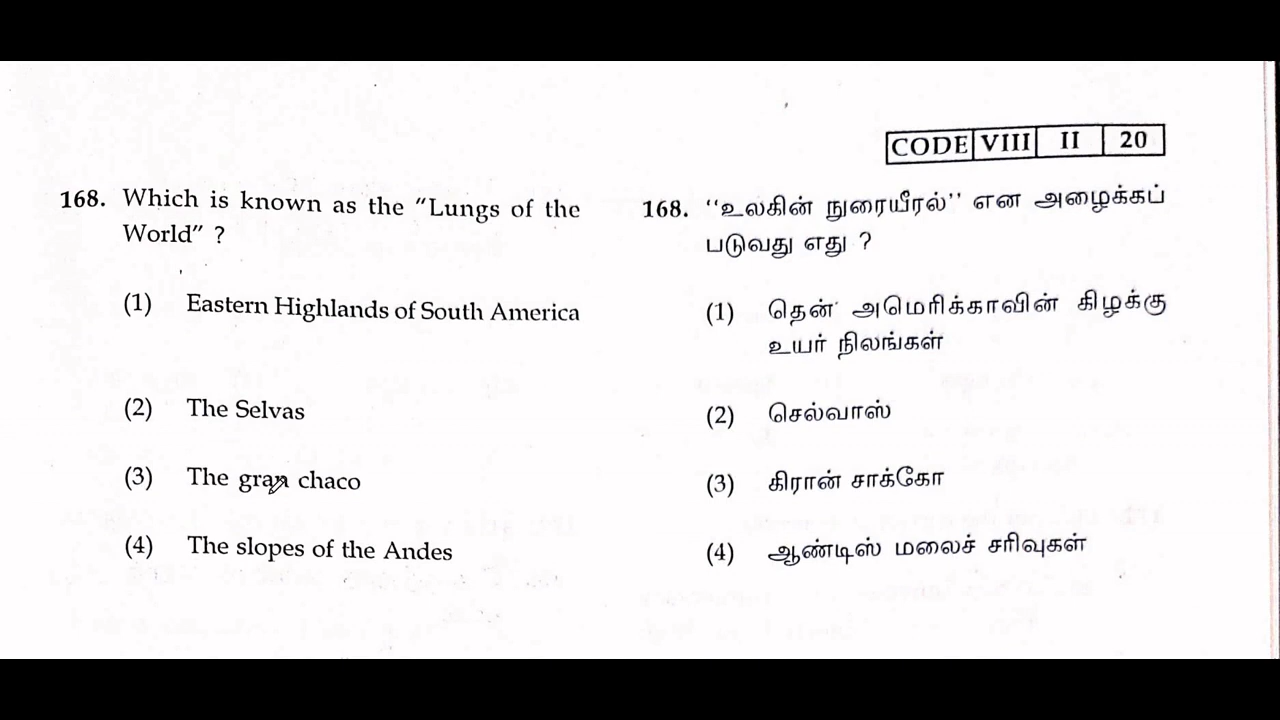 CODE VIII II 20
168. Which is known as the "Lungs of the
World" ?
(1) Eastern Highlands of South America
(2) The Selvas
(3) The gran chaco
(4) The slopes of the Andes
168. ‘‘உலகின் நுரையீரல்’’ என அழைக்கப்
படுவது எது ?
(1) தென் அமெரிக்காவின் கிழக்கு
உயர் நிலங்கள்
(2) செல்வாஸ்
(3) கிரான் சாக்கோ
(4) ஆண்டிஸ் மலைச் சரிவுகள்